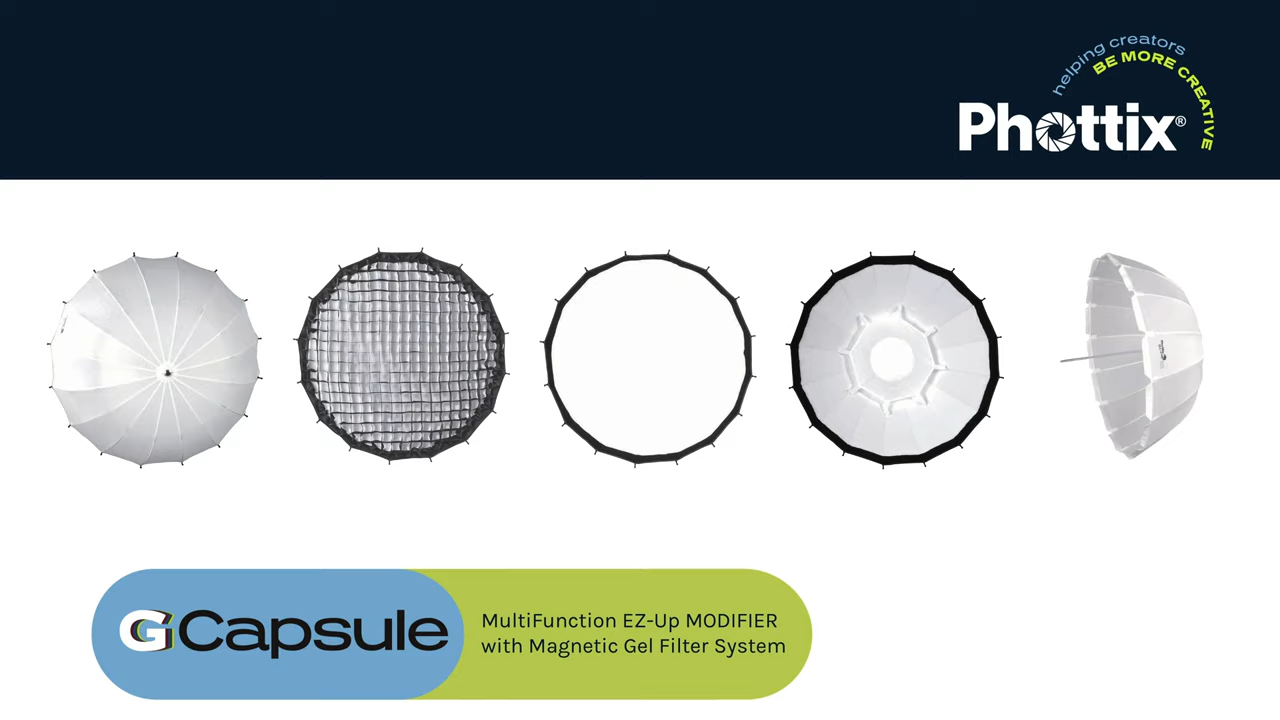 helping creators
BE MORE CREATIVE
Phottix®
GCapsule
MultiFunction EZ-Up MODIFIER
with Magnetic Gel Filter System